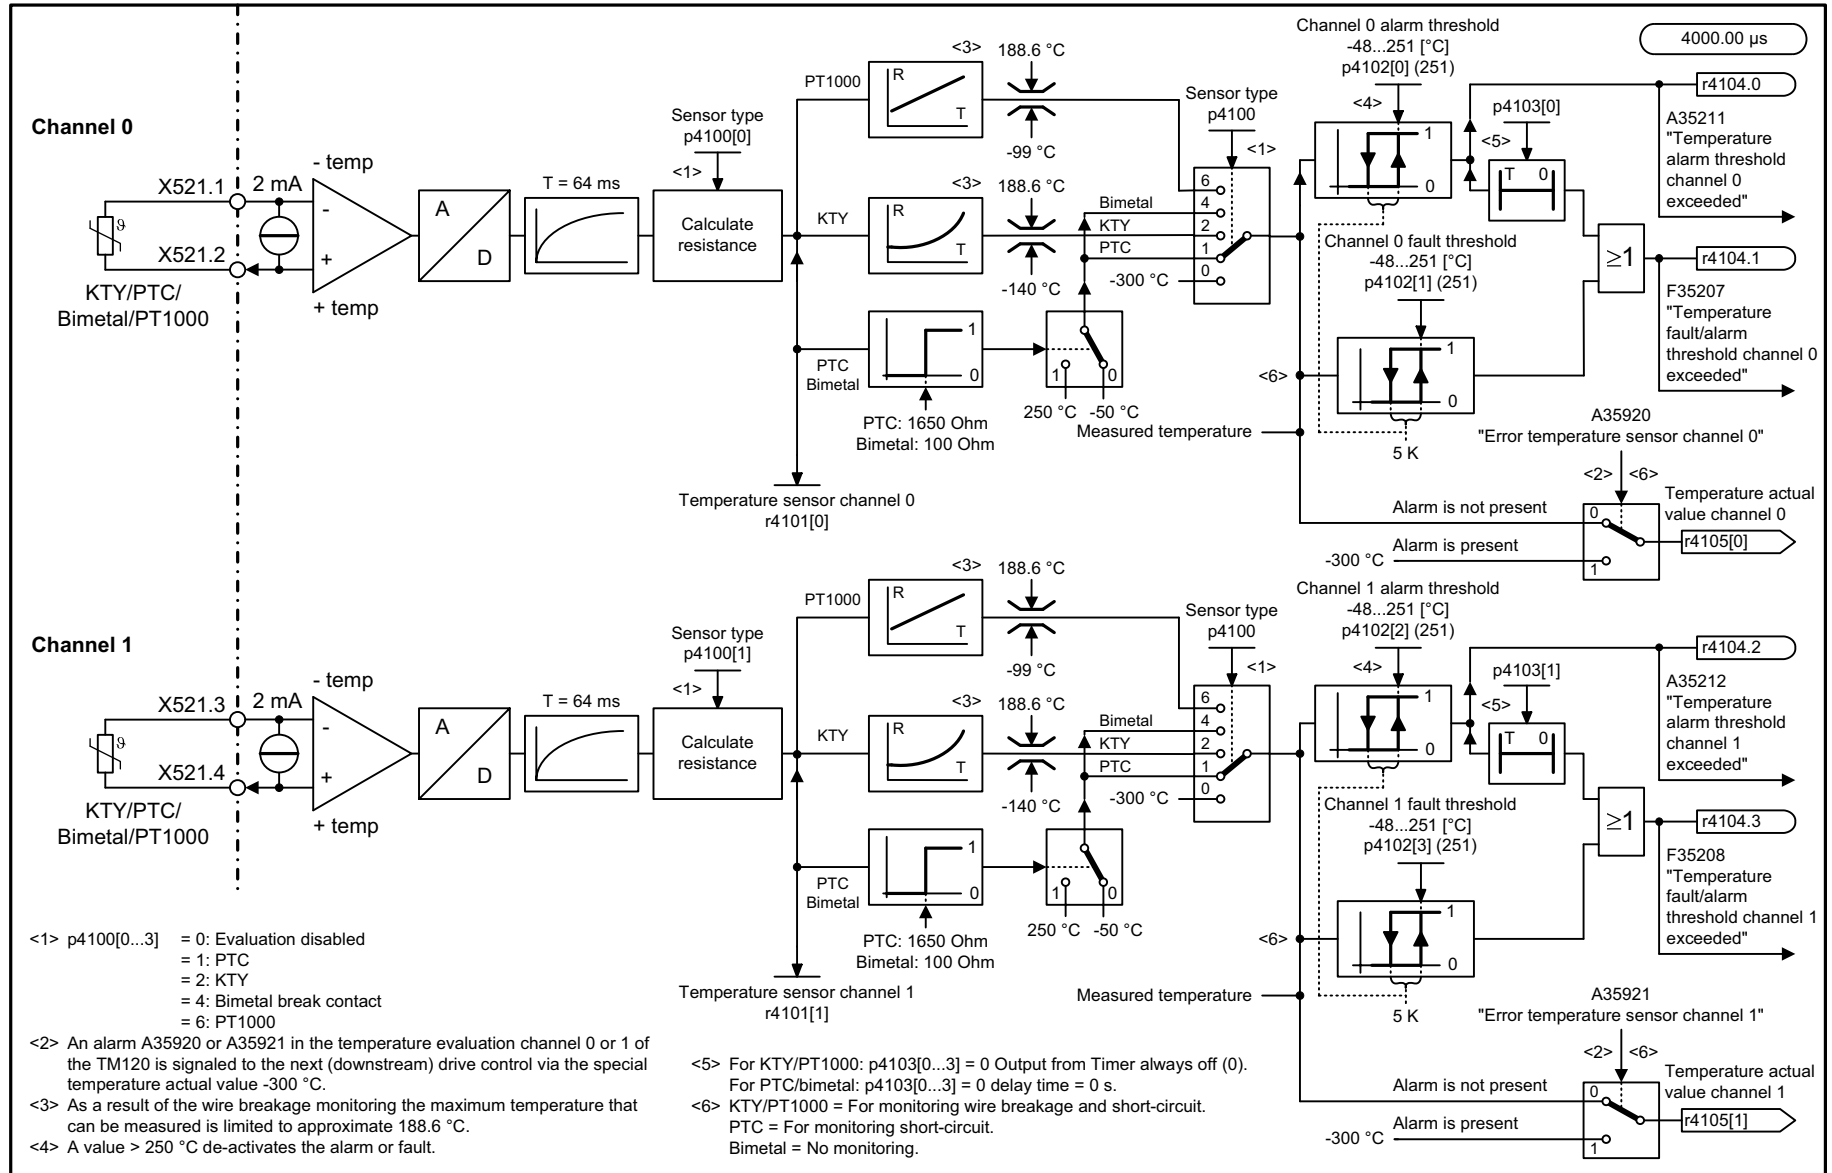 4000.00 µs
Channel 0
X521.1
X521.2
KTY/PTC/
Bimetal/PT1000
2 mA
- temp
-
+
+ temp
A
D
T = 64 ms
Sensor type
p4100[0]
<1>
Calculate
resistance
PT1000
R
T
<3>
188.6 °C
-99 °C
KTY
R
T
<3>
188.6 °C
-140 °C
PTC
Bimetal
1
0
PTC: 1650 Ohm
Bimetal: 100 Ohm
1
0
250 °C
-50 °C
Temperature sensor channel 0
r4101[0]
Sensor type
p4100
<1>
Bimetal
KTY
PTC
-300 °C
6
4
2
1
0
Measured temperature
Channel 0 alarm threshold
-48...251 [°C]
p4102[0] (251)
<4>
1
0
Channel 0 fault threshold
-48...251 [°C]
p4102[1] (251)
<6>
1
0
5 K
p4103[0]
<5>
T
0
≥1
r4104.0
A35211
"Temperature
alarm threshold
channel 0
exceeded"
r4104.1
F35207
"Temperature
fault/alarm
threshold channel 0
exceeded"
A35920
"Error temperature sensor channel 0"
<2>
<6>
Alarm is not present
Alarm is present
-300 °C
0
1
Temperature actual
value channel 0
r4105[0]
Channel 1
X521.3
X521.4
KTY/PTC/
Bimetal/PT1000
2 mA
- temp
-
+
+ temp
A
D
T = 64 ms
Sensor type
p4100[1]
<1>
Calculate
resistance
PT1000
R
T
<3>
188.6 °C
-99 °C
KTY
R
T
<3>
188.6 °C
-140 °C
PTC
Bimetal
1
0
PTC: 1650 Ohm
Bimetal: 100 Ohm
1
0
250 °C
-50 °C
Temperature sensor channel 1
r4101[1]
Sensor type
p4100
<1>
Bimetal
KTY
PTC
-300 °C
6
4
2
1
0
Measured temperature
Channel 1 alarm threshold
-48...251 [°C]
p4102[2] (251)
<4>
1
0
Channel 1 fault threshold
-48...251 [°C]
p4102[3] (251)
<6>
1
0
5 K
p4103[1]
<5>
T
0
≥1
r4104.2
A35212
"Temperature
alarm threshold
channel 1
exceeded"
r4104.3
F35208
"Temperature
fault/alarm
threshold channel 1
exceeded"
A35921
"Error temperature sensor channel 1"
<2>
<6>
Alarm is not present
Alarm is present
-300 °C
0
1
Temperature actual
value channel 1
r4105[1]
<1> p4100[0...3] = 0: Evaluation disabled
= 1: PTC
= 2: KTY
= 4: Bimetal break contact
= 6: PT1000
<2> An alarm A35920 or A35921 in the temperature evaluation channel 0 or 1 of
the TM120 is signaled to the next (downstream) drive control via the special
temperature actual value -300 °C.
<3> As a result of the wire breakage monitoring the maximum temperature that
can be measured is limited to approximate 188.6 °C.
<4> A value > 250 °C de-activates the alarm or fault.
<5> For KTY/PT1000: p4103[0...3] = 0 Output from Timer always off (0).
For PTC/bimetal: p4103[0...3] = 0 delay time = 0 s.
<6> KTY/PT1000 = For monitoring wire breakage and short-circuit.
PTC = For monitoring short-circuit.
Bimetal = No monitoring.
ϑ
ϑ